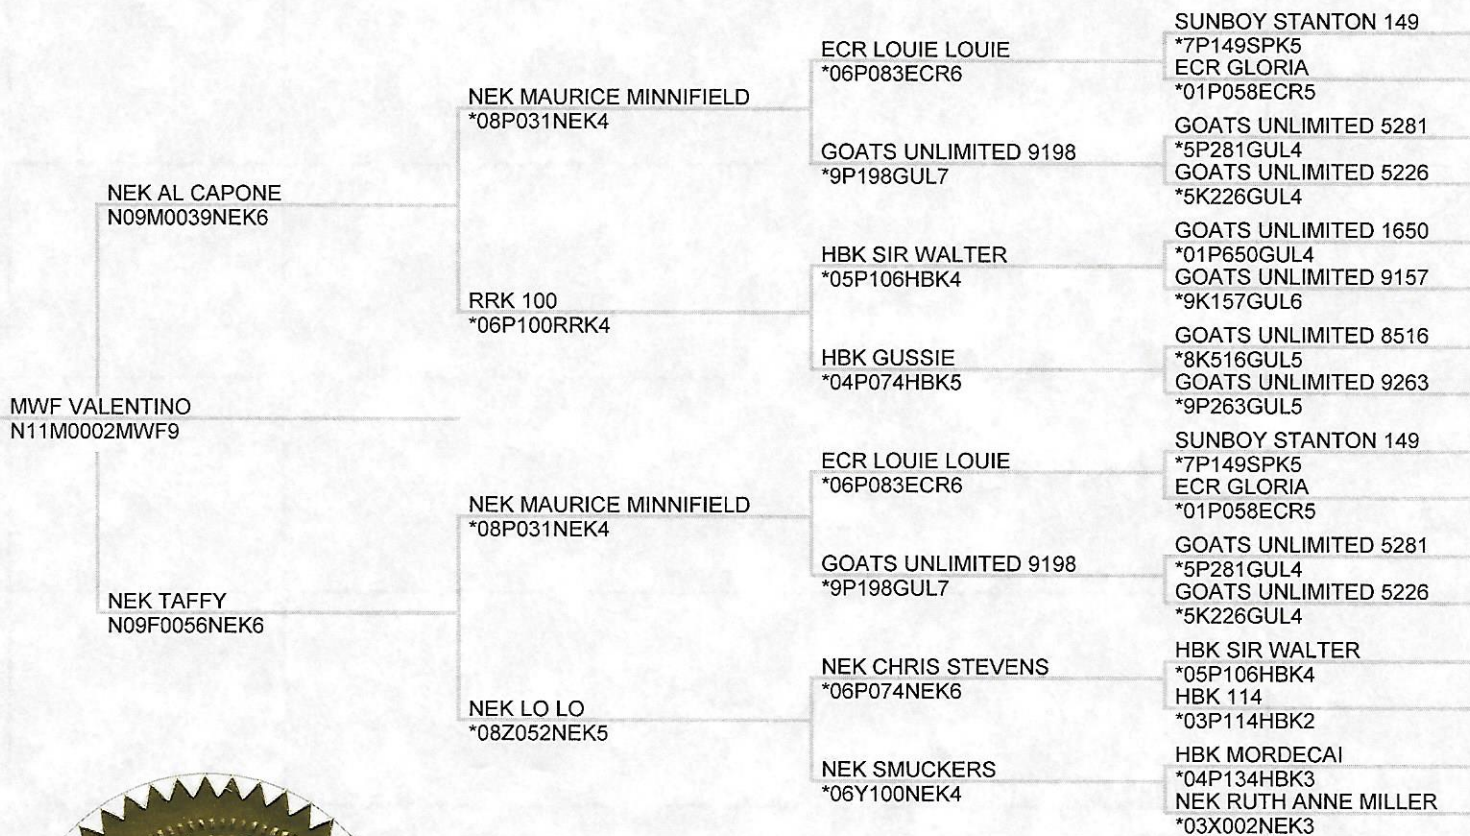 MWF VALENTINO
N11M0002MWF9
NEK AL CAPONE
N09M0039NEK6
NEK TAFFY
N09F0056NEK6
NEK MAURICE MINNIFIELD
*08P031NEK4
RRK 100
*06P100RRK4
NEK MAURICE MINNIFIELD
*08P031NEK4
NEK LO LO
*08Z052NEK5
ECR LOUIE LOUIE
*06P083ECR6
GOATS UNLIMITED 9198
*9P198GUL7
HBK SIR WALTER
*05P106HBK4
HBK GUSSIE
*04P074HBK5
ECR LOUIE LOUIE
*06P083ECR6
GOATS UNLIMITED 9198
*9P198GUL7
NEK CHRIS STEVENS
*06P074NEK6
NEK SMUCKERS
*06Y100NEK4
SUNBOY STANTON 149
*7P149SPK5
ECR GLORIA
*01P058ECR5
GOATS UNLIMITED 5281
*5P281GUL4
GOATS UNLIMITED 5226
*5K226GUL4
GOATS UNLIMITED 1650
*01P650GUL4
GOATS UNLIMITED 9157
*9K157GUL6
GOATS UNLIMITED 8516
*8K516GUL5
GOATS UNLIMITED 9263
*9P263GUL5
SUNBOY STANTON 149
*7P149SPK5
ECR GLORIA
*01P058ECR5
GOATS UNLIMITED 5281
*5P281GUL4
GOATS UNLIMITED 5226
*5K226GUL4
HBK SIR WALTER
*05P106HBK4
HBK 114
*03P114HBK2
HBK MORDECAI
*04P134HBK3
NEK RUTH ANNE MILLER
*03X002NEK3